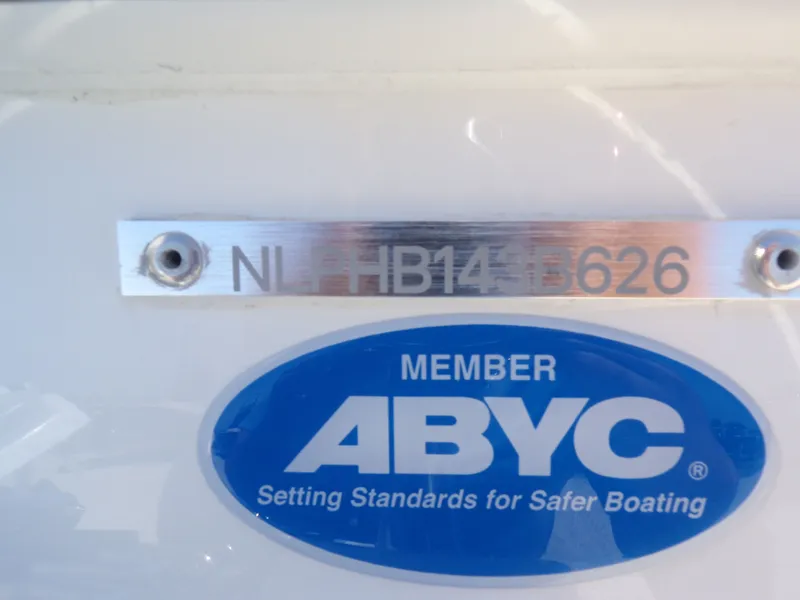 NLPHB143B626
MEMBER
ABYC®
Setting Standards for Safer Boating